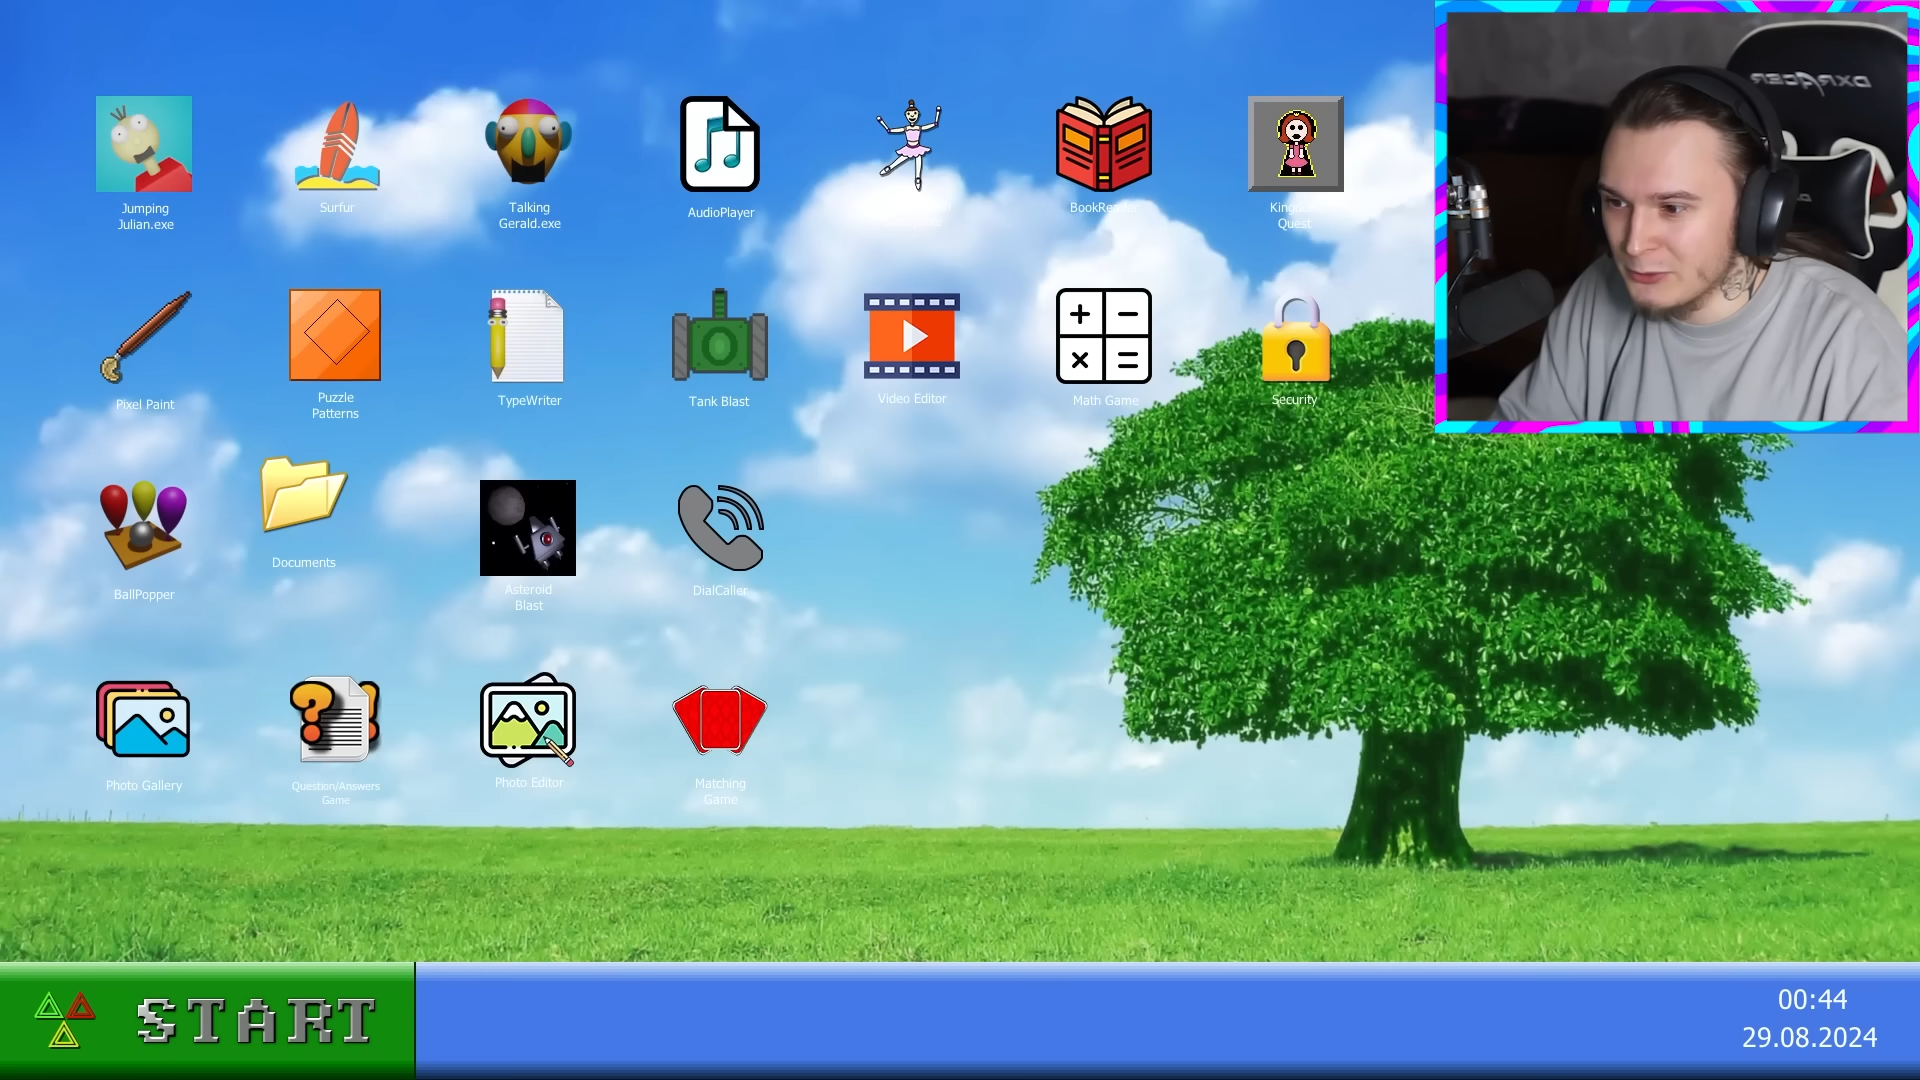 Jumping
Julian.exe
Surfur
Talking
Gerald.exe
AudioPlayer
Quest
Pixel Paint
Puzzle
Patterns
TypeWriter
Tank Blast
Video Editor
Math Game
Security
BallPopper
Documents
Asteroid
Blast
DialCaller
Photo Gallery
Question/Answers
Game
Photo Editor
Matching
Game
START
00:44
29.08.2024